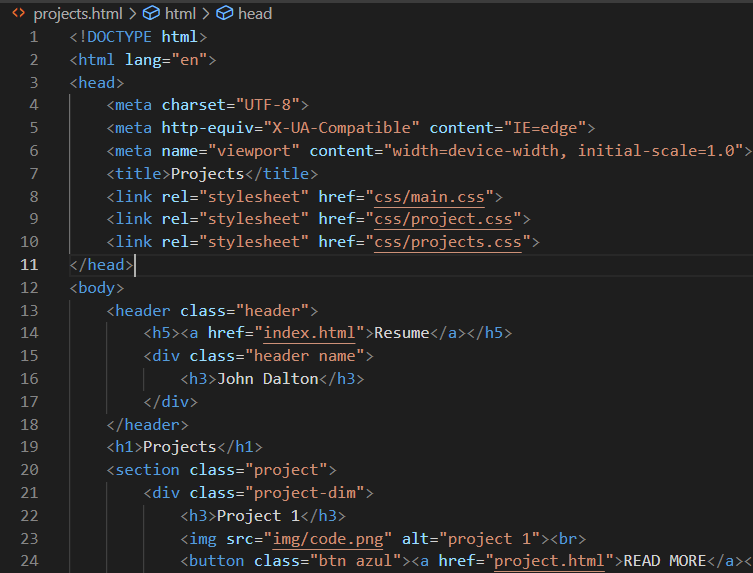 projects.html > html > head
1 <!DOCTYPE html>
2 <html lang="en">
3 <head>
4     <meta charset="UTF-8">
5     <meta http-equiv="X-UA-Compatible" content="IE=edge">
6     <meta name="viewport" content="width=device-width, initial-scale=1.0">
7     <title>Projects</title>
8     <link rel="stylesheet" href="css/main.css">
9     <link rel="stylesheet" href="css/project.css">
10     <link rel="stylesheet" href="css/projects.css">
11 </head>
12 <body>
13     <header class="header">
14         <h5><a href="index.html">Resume</a></h5>
15         <div class="header name">
16             <h3>John Dalton</h3>
17         </div>
18     </header>
19     <h1>Projects</h1>
20     <section class="project">
21         <div class="project-dim">
22             <h3>Project 1</h3>
23             <img src="img/code.png" alt="project 1"><br>
24             <button class="btn azul"><a href="project.html">READ MORE</a><